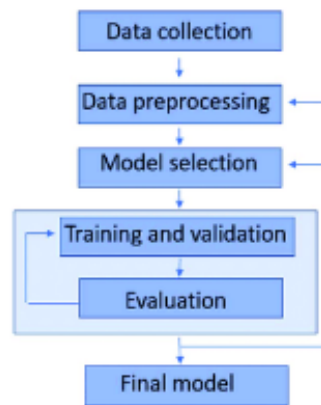 Data collection
Data preprocessing
Model selection
Training and validation
Evaluation
Final model